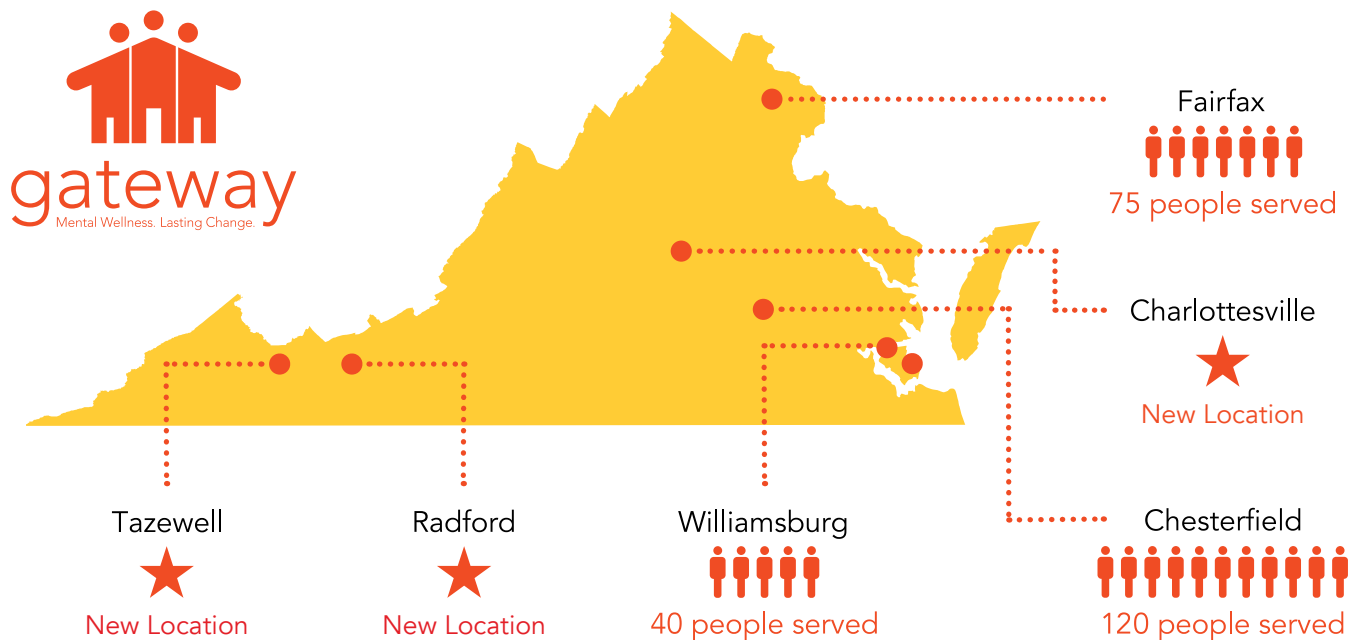 gateway
Mental Wellness. Lasting Change.
Fairfax
75 people served
Charlottesville
New Location
Tazewell
New Location
Radford
New Location
Williamsburg
40 people served
Chesterfield
120 people served